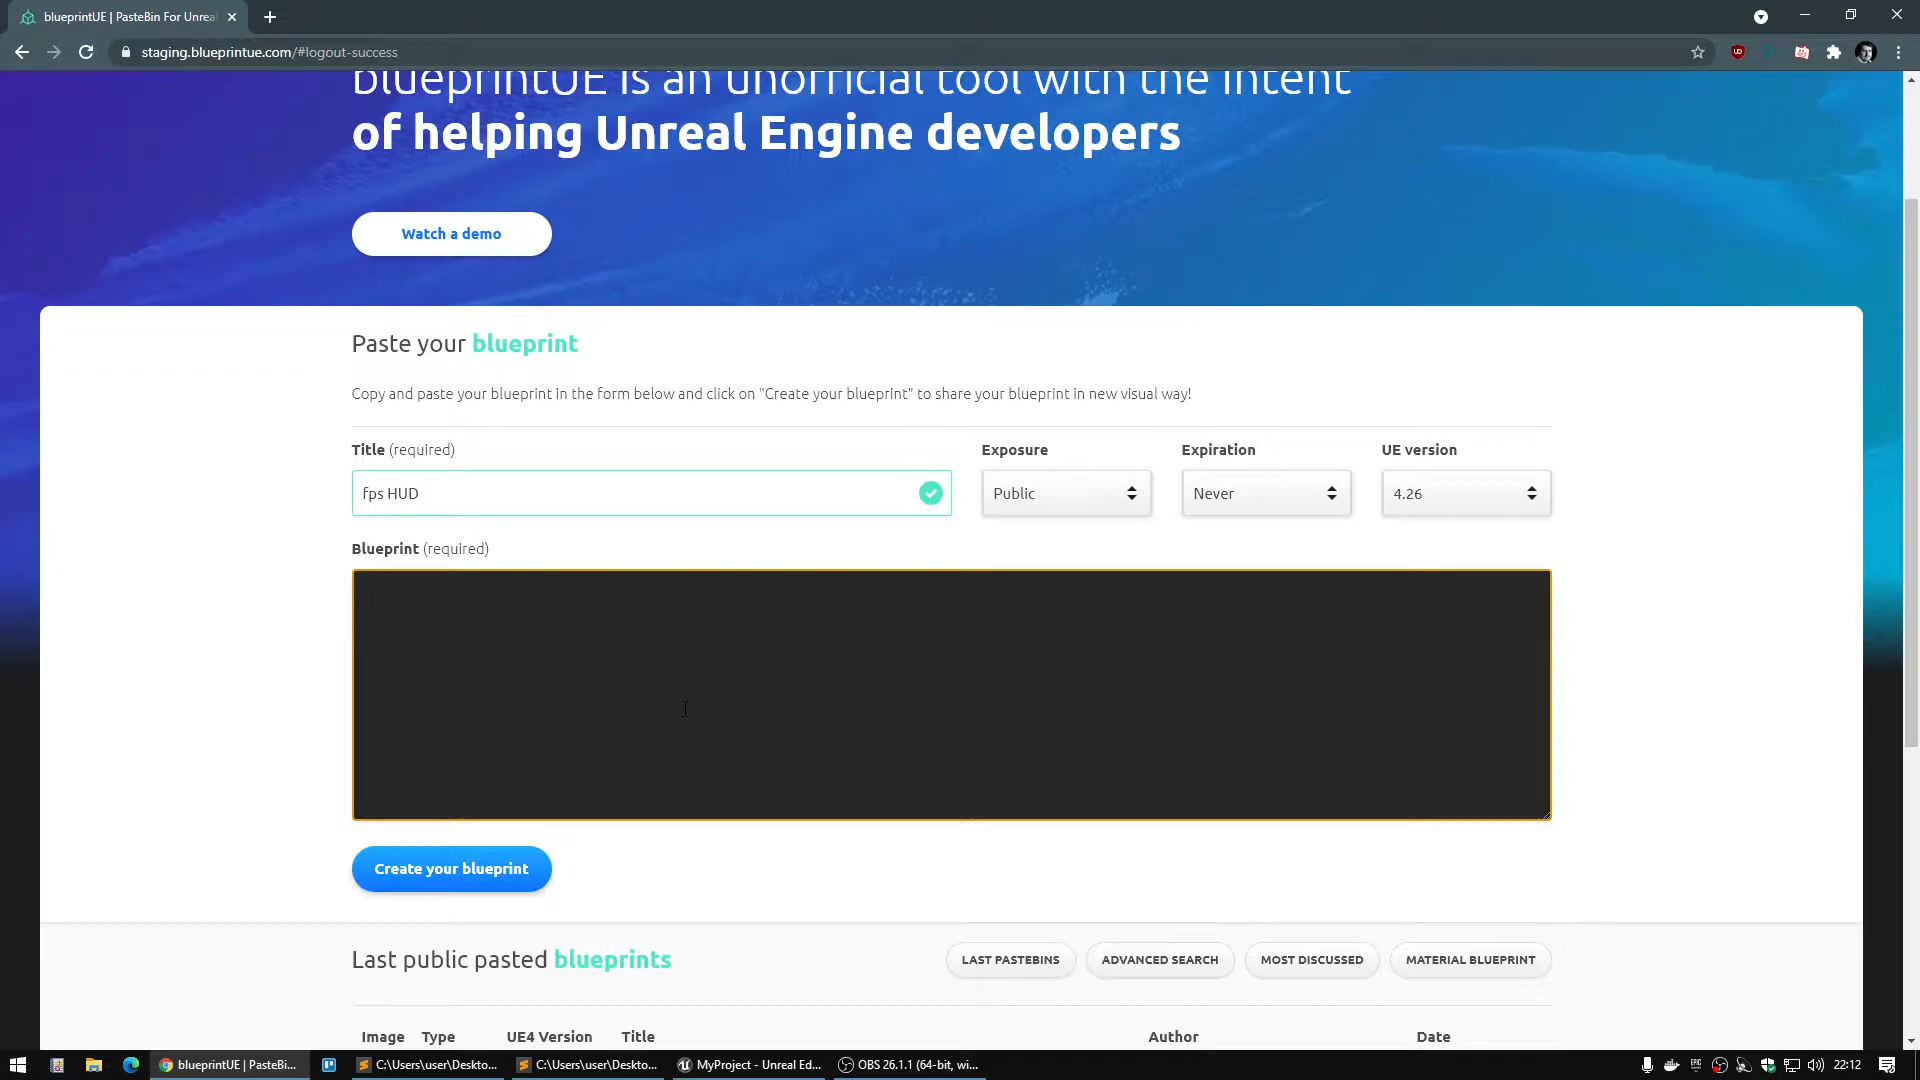 blueprintUE | PasteBin For Unrea
staging.blueprintue.com/#logout-success
blueprintUE is an unofficial tool with the intent
of helping Unreal Engine developers
Watch a demo
Paste your blueprint
Copy and paste your blueprint in the form below and click on "Create your blueprint" to share your blueprint in new visual way!
Title (required)
Exposure
Expiration
UE version
fps HUD
Public
Never
4.26
Blueprint (required)
Create your blueprint
Last public pasted blueprints
LAST PASTEBINS
ADVANCED SEARCH
MOST DISCUSSED
MATERIAL BLUEPRINT
Image
Type
UE4 Version
Title
Author
Date
blueprintUE | PasteBi...
C:\Users\user\Deskto...
C:\Users\user\Deskto...
MyProject - Unreal Ed...
OBS 26.1.1 (64-bit, wi...
22:12